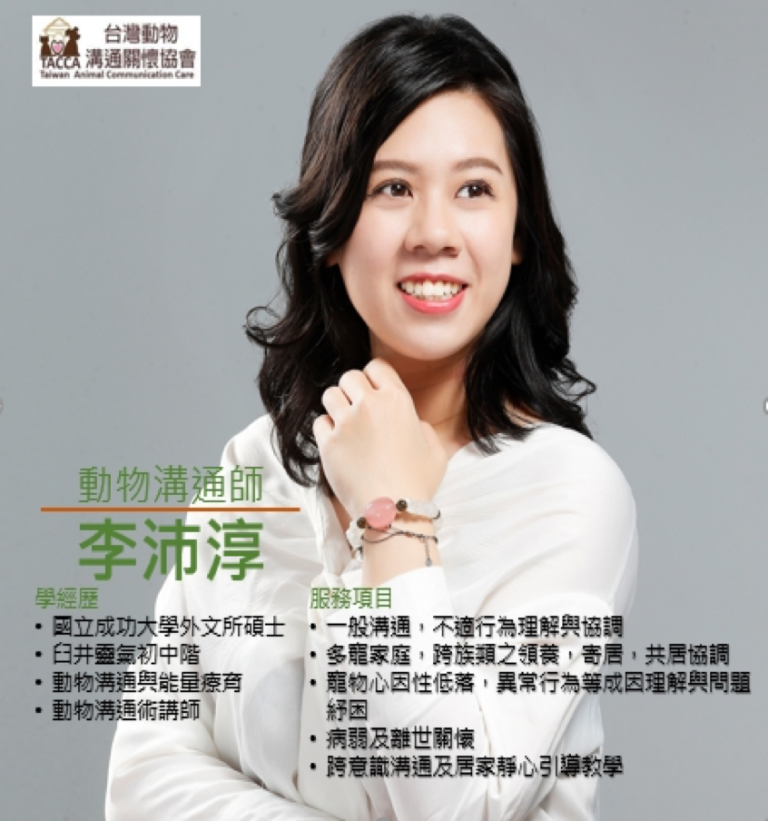 台灣動物
溝通關懷協會
TACCA
Taiwan Animal Communication Care
動物溝通師
李沛淳
學經歷
• 國立成功大學外文所碩士
• 臼井靈氣初中階
• 動物溝通與能量療育
• 動物溝通術講師
服務項目
• 一般溝通，不適行為理解與協調
• 多寵家庭，跨族類之領養，寄居，共居協調
• 寵物心因性低落，異常行為等成因理解與問題
紓困
• 病弱及離世關懷
• 跨意識溝通及居家靜心引導教學